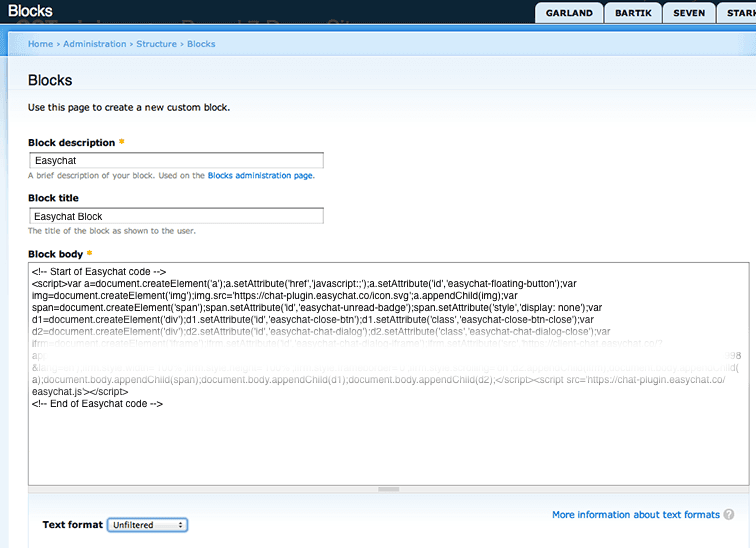 Blocks
GARLAND BARTIK SEVEN STARK
Home › Administration › Structure › Blocks
Blocks
Use this page to create a new custom block.
Block description *
Easychat
A brief description of your block. Used on the Blocks administration page.
Block title
Easychat Block
The title of the block as shown to the user.
Block body *
<!-- Start of Easychat code -->
<script>var a=document.createElement('a');a.setAttribute('href','javascript:;');a.setAttribute('id','easychat-floating-button');var
img=document.createElement('img');img.src='https://chat-plugin.easychat.co/icon.svg';a.appendChild(img);var
span=document.createElement('span');span.setAttribute('id','easychat-unread-badge');span.setAttribute('style','display: none');var
d1=document.createElement('div');d1.setAttribute('id','easychat-close-btn');d1.setAttribute('class','easychat-close-btn-close');var
d2=document.createElement('div');d2.setAttribute('id','easychat-chat-dialog');d2.setAttribute('class','easychat-chat-dialog-close');var
a);document.body.appendChild(span);document.body.appendChild(d1);document.body.appendChild(d2);</script><script src='https://chat-plugin.easychat.co/
easychat.js'></script>
<!-- End of Easychat code -->
More information about text formats ?
Text format Unfiltered